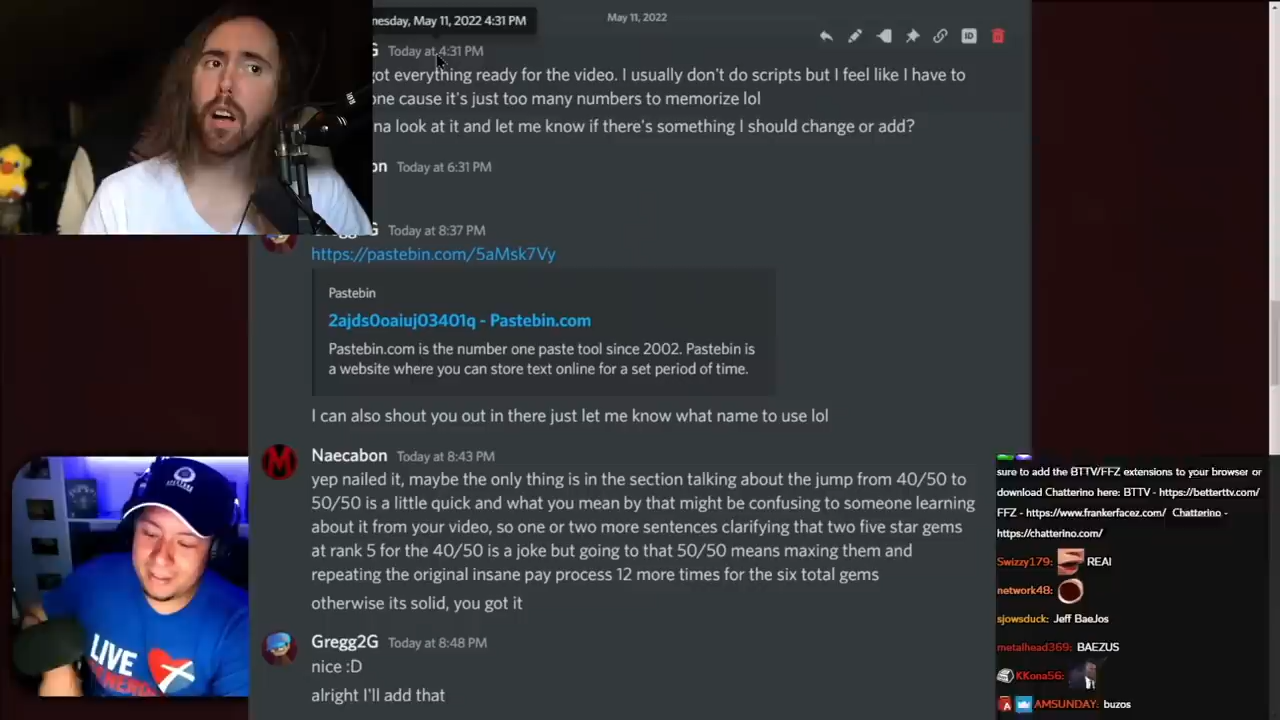 nesday, May 11, 2022 4:31 PM
May 11, 2022
G Today at 4:31 PM
got everything ready for the video. I usually don't do scripts but I feel like I have to
one cause it's just too many numbers to memorize lol
na look at it and let me know if there's something I should change or add?
on Today at 6:31 PM
G Today at 8:37 PM
https://pastebin.com/5aMsk7Vy
Pastebin
2ajds0oaiuj03401q - Pastebin.com
Pastebin.com is the number one paste tool since 2002. Pastebin is
a website where you can store text online for a set period of time.
I can also shout you out in there just let me know what name to use lol
Naecabon Today at 8:43 PM
yep nailed it, maybe the only thing is in the section talking about the jump from 40/50 to
50/50 is a little quick and what you mean by that might be confusing to someone learning
about it from your video, so one or two more sentences clarifying that two five star gems
at rank 5 for the 40/50 is a joke but going to that 50/50 means maxing them and
repeating the original insane pay process 12 more times for the six total gems
otherwise its solid, you got it
Gregg2G Today at 8:48 PM
nice :D
alright I'll add that
LIVE
sure to add the BTTV/FFZ extensions to your browser or
download Chatterino here: BTTV - https://betterttv.com/
FFZ - https://www.frankerfacez.com/ Chatterino -
https://chatterino.com/
Swizzy179: REAl
network48:
sjowsduck: Jeff BaeJos
metalhead369: BAEZUS
KKona56:
AMSUNDAY: buzos
ID